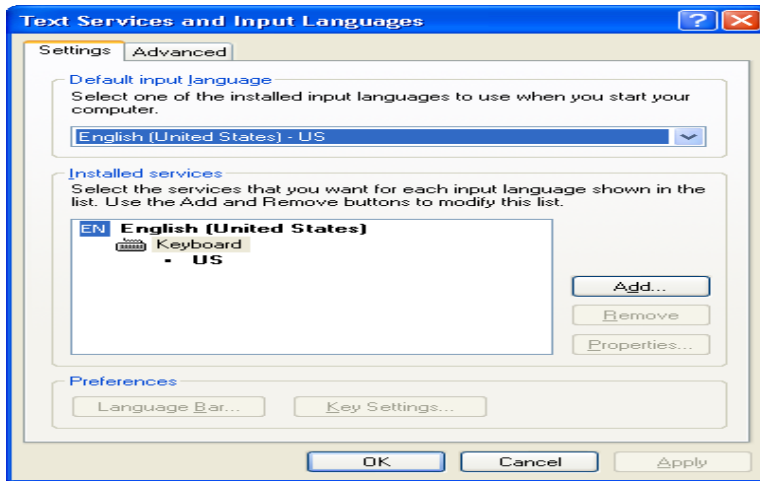 Text Services and Input Languages
Settings
Advanced
Default input language
Select one of the installed input languages to use when you start your
computer.
English (United States) - US
Installed services
Select the services that you want for each input language shown in the
list. Use the Add and Remove buttons to modify this list.
EN English (United States)
Keyboard
• US
Add...
Remove
Properties...
Preferences
Language Bar...
Key Settings...
OK
Cancel
Apply